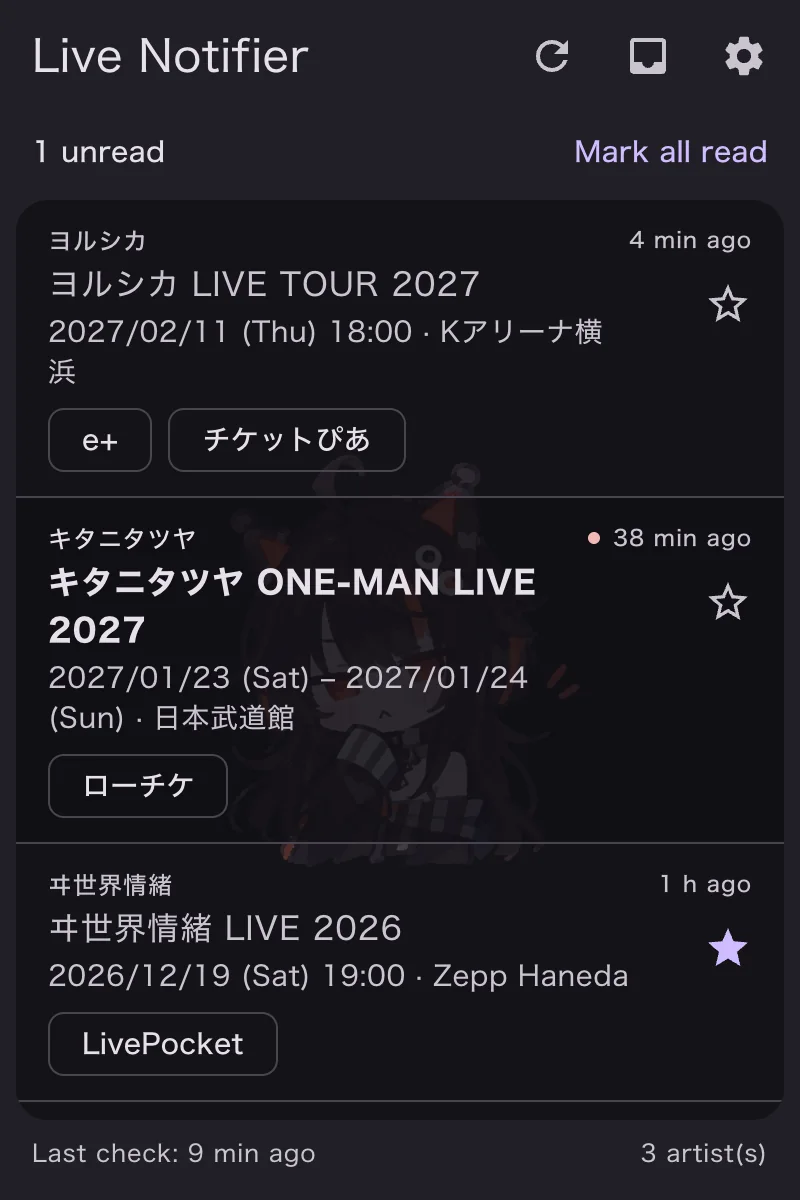 Live Notifier
1 unread
Mark all read
ヨルシカ
4 min ago
ヨルシカ LIVE TOUR 2027
2027/02/11 (Thu) 18:00 · Kアリーナ横
浜
e+
チケットぴあ
キタニタツヤ
38 min ago
キタニタツヤ ONE-MAN LIVE
2027
2027/01/23 (Sat) – 2027/01/24
(Sun) · 日本武道館
ローチケ
ヰ世界情緒
1 h ago
ヰ世界情緒 LIVE 2026
2026/12/19 (Sat) 19:00 · Zepp Haneda
LivePocket
Last check: 9 min ago
3 artist(s)